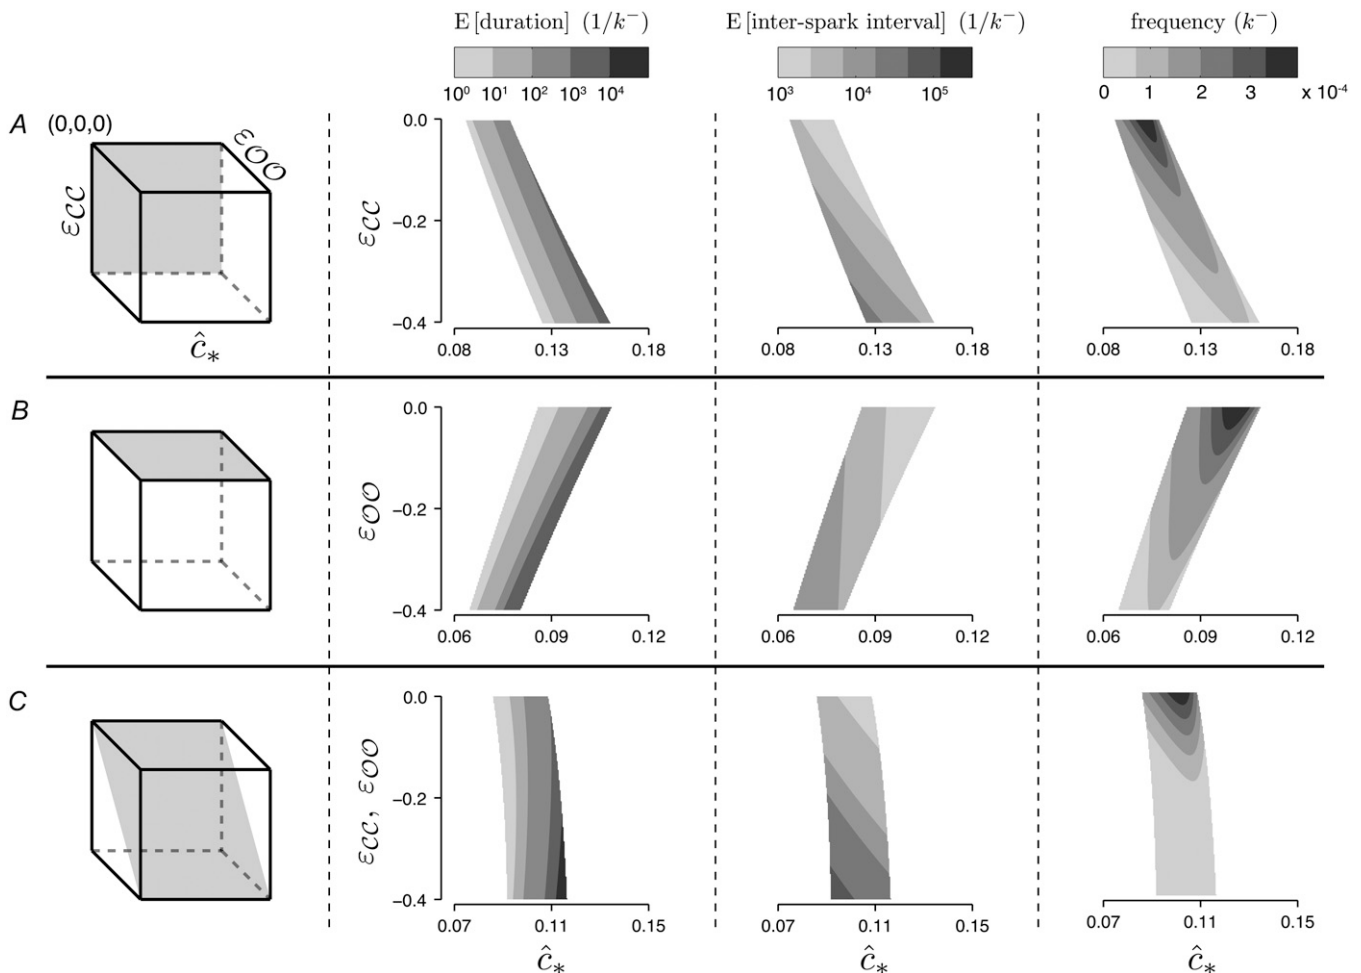 E [duration] (1/k⁻) E [inter-spark interval] (1/k⁻) frequency (k⁻)
10⁰ 10¹ 10² 10³ 10⁴ 10³ 10⁴ 10⁵ 0 1 2 3 x 10⁻⁴
A (0,0,0) ε𝒪𝒪 ε𝒞𝒞 ĉ*
ε𝒞𝒞 0.0 −0.2 −0.4
0.08 0.13 0.18 0.08 0.13 0.18 0.08 0.13 0.18
B
ε𝒪𝒪 0.0 −0.2 −0.4
0.06 0.09 0.12 0.06 0.09 0.12 0.06 0.09 0.12
C
ε𝒞𝒞, ε𝒪𝒪 0.0 −0.2 −0.4
0.07 0.11 0.15 0.07 0.11 0.15 0.07 0.11 0.15
ĉ* ĉ* ĉ*